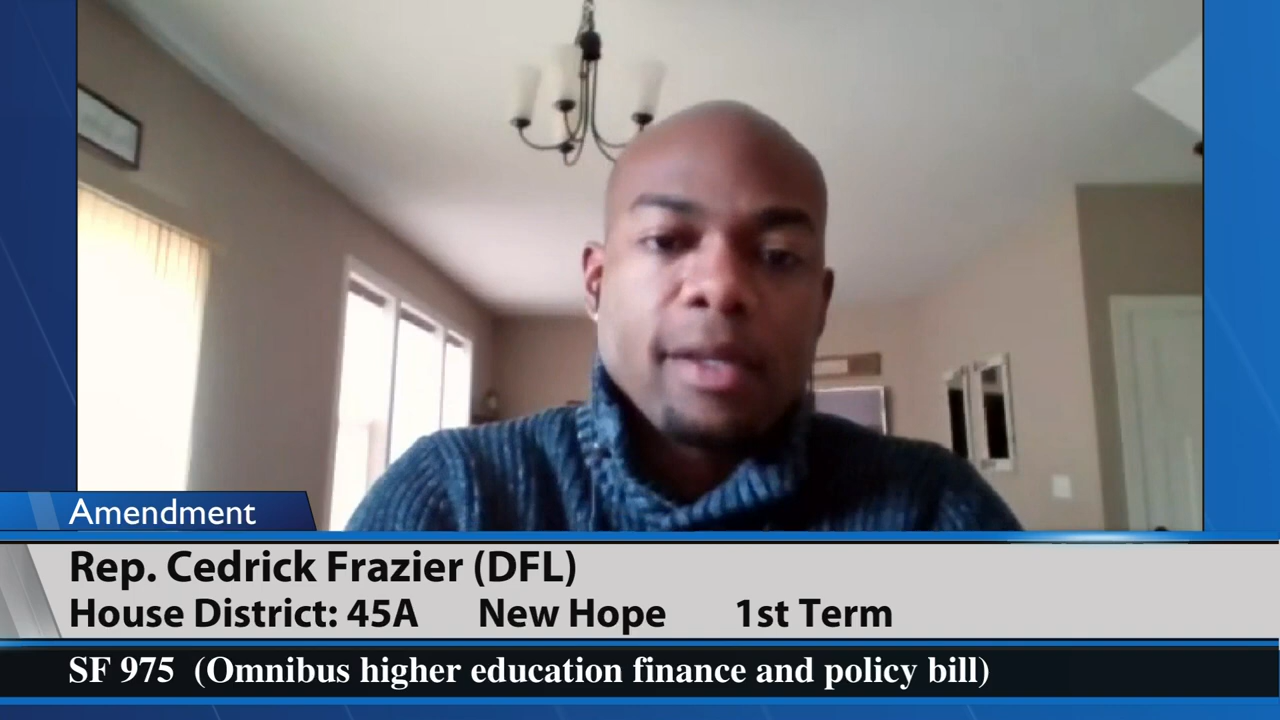 Amendment
Rep. Cedrick Frazier (DFL)
House District: 45A New Hope 1st Term
SF 975 (Omnibus higher education finance and policy bill)